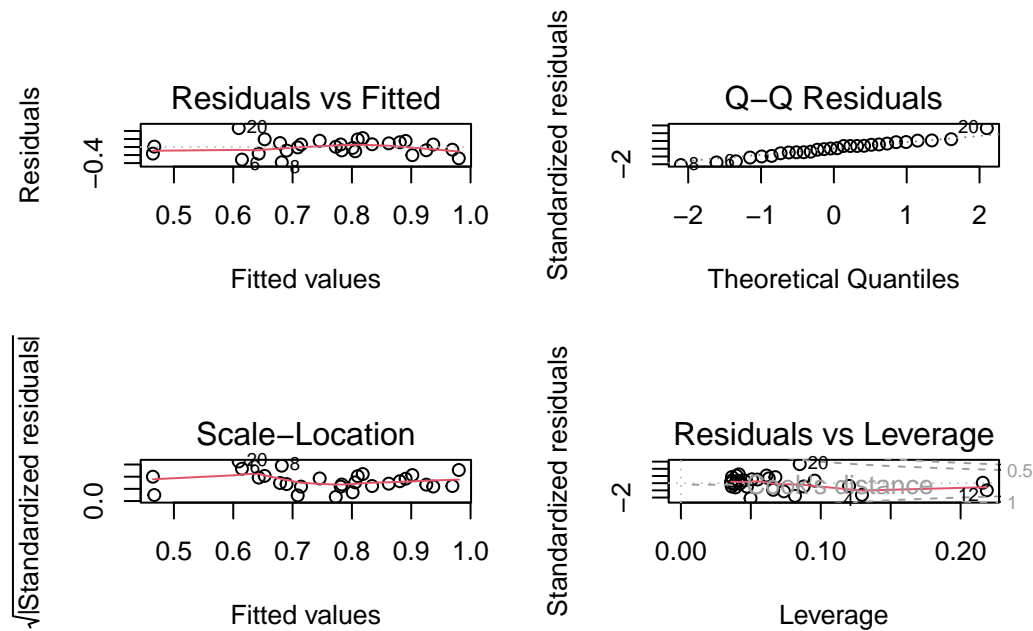 Residuals vs Fitted
Residuals
−0.4
20
6
8
0.5 0.6 0.7 0.8 0.9 1.0
Fitted values
Q−Q Residuals
Standardized residuals
−2
20
8
6
−2 −1 0 1 2
Theoretical Quantiles
Scale−Location
√|Standardized residuals|
0.0
20
8
6
0.5 0.6 0.7 0.8 0.9 1.0
Fitted values
Residuals vs Leverage
Standardized residuals
−2
20
0.5
Cook's distance
4
12
1
0.00 0.10 0.20
Leverage